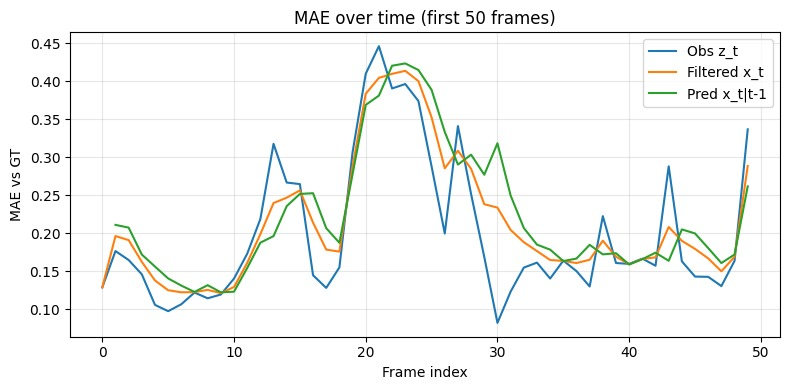 MAE over time (first 50 frames)
MAE vs GT
0.45
0.40
0.35
0.30
0.25
0.20
0.15
0.10
Obs z_t
Filtered x_t
Pred x_t|t-1
0 10 20 30 40 50
Frame index